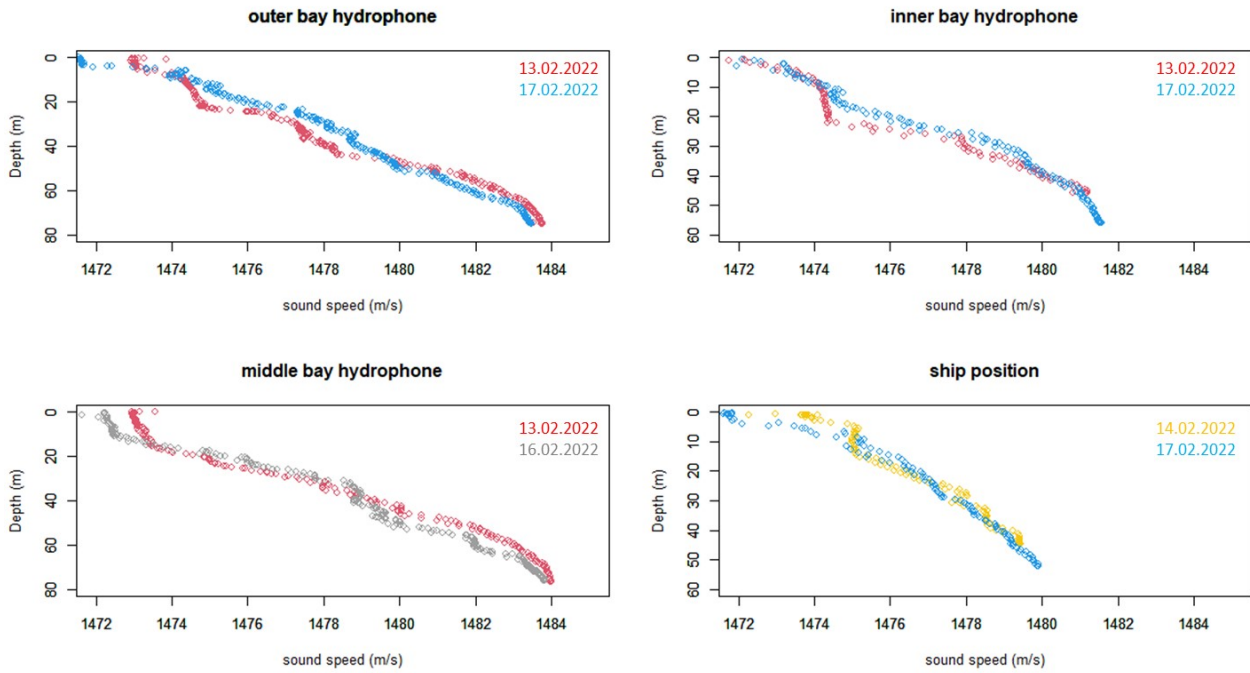 outer bay hydrophone
13.02.2022
17.02.2022
0
20
40
60
80
Depth (m)
1472 1474 1476 1478 1480 1482 1484
sound speed (m/s)
inner bay hydrophone
13.02.2022
17.02.2022
0
10
20
30
40
50
60
Depth (m)
1472 1474 1476 1478 1480 1482 1484
sound speed (m/s)
middle bay hydrophone
13.02.2022
16.02.2022
0
20
40
60
80
Depth (m)
1472 1474 1476 1478 1480 1482 1484
sound speed (m/s)
ship position
14.02.2022
17.02.2022
0
10
20
30
40
50
60
Depth (m)
1472 1474 1476 1478 1480 1482 1484
sound speed (m/s)